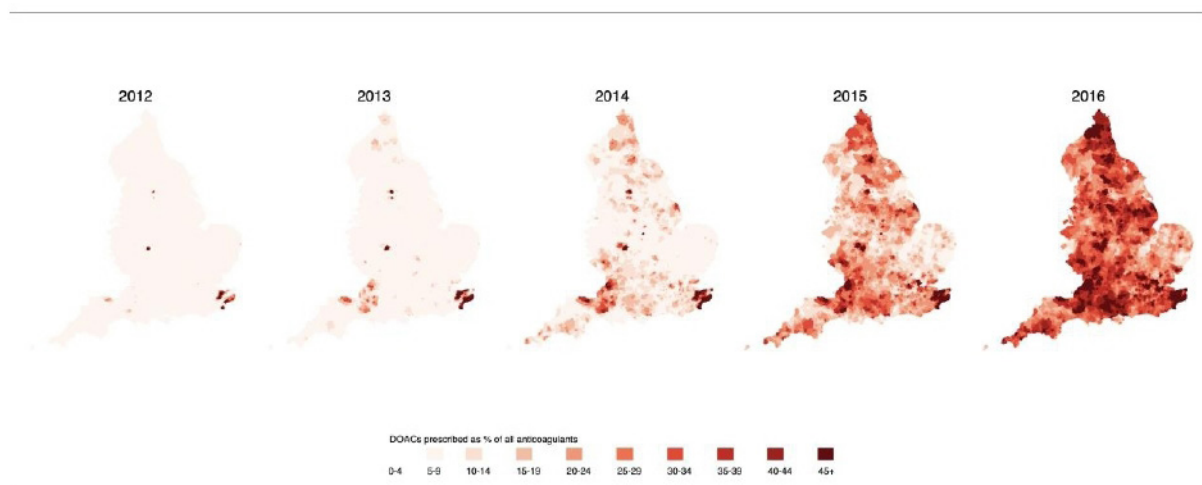 2012 2013 2014 2015 2016
DOACs prescribed as % of all anticoagulants
0-4 5-9 10-14 15-19 20-24 25-29 30-34 35-39 40-44 45+